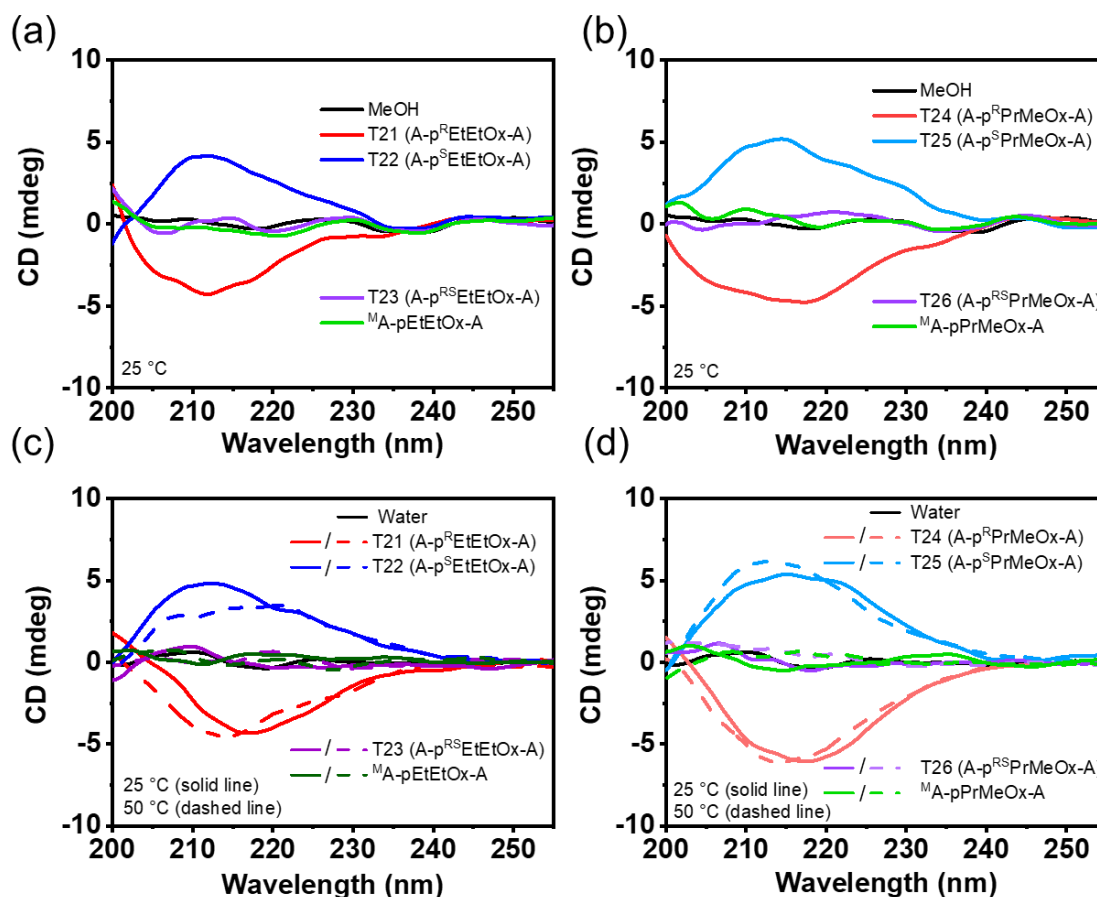 (a)
10
5
0
-5
-10
CD (mdeg)
MeOH
T21 (A-pᴿEtEtOx-A)
T22 (A-pˢEtEtOx-A)
T23 (A-pᴿˢEtEtOx-A)
ᴹA-pEtEtOx-A
25 °C
200 210 220 230 240 250
Wavelength (nm)
(b)
10
5
0
-5
-10
CD (mdeg)
MeOH
T24 (A-pᴿPrMeOx-A)
T25 (A-pˢPrMeOx-A)
T26 (A-pᴿˢPrMeOx-A)
ᴹA-pPrMeOx-A
25 °C
200 210 220 230 240 250
Wavelength (nm)
(c)
10
5
0
-5
-10
CD (mdeg)
Water
/ T21 (A-pᴿEtEtOx-A)
/ T22 (A-pˢEtEtOx-A)
/ T23 (A-pᴿˢEtEtOx-A)
/ ᴹA-pEtEtOx-A
25 °C (solid line)
50 °C (dashed line)
200 210 220 230 240 250
Wavelength (nm)
(d)
10
5
0
-5
-10
CD (mdeg)
Water
/ T24 (A-pᴿPrMeOx-A)
/ T25 (A-pˢPrMeOx-A)
/ T26 (A-pᴿˢPrMeOx-A)
/ ᴹA-pPrMeOx-A
25 °C (solid line)
50 °C (dashed line)
200 210 220 230 240 250
Wavelength (nm)